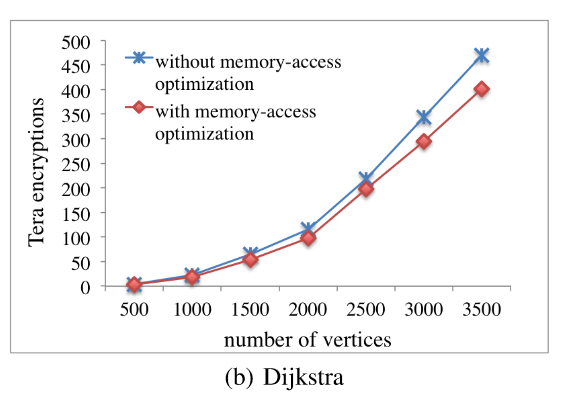 500
450
400
350
300
250
200
150
100
50
0
Tera encryptions
without memory-access
optimization
with memory-access
optimization
500 1000 1500 2000 2500 3000 3500
number of vertices
(b) Dijkstra